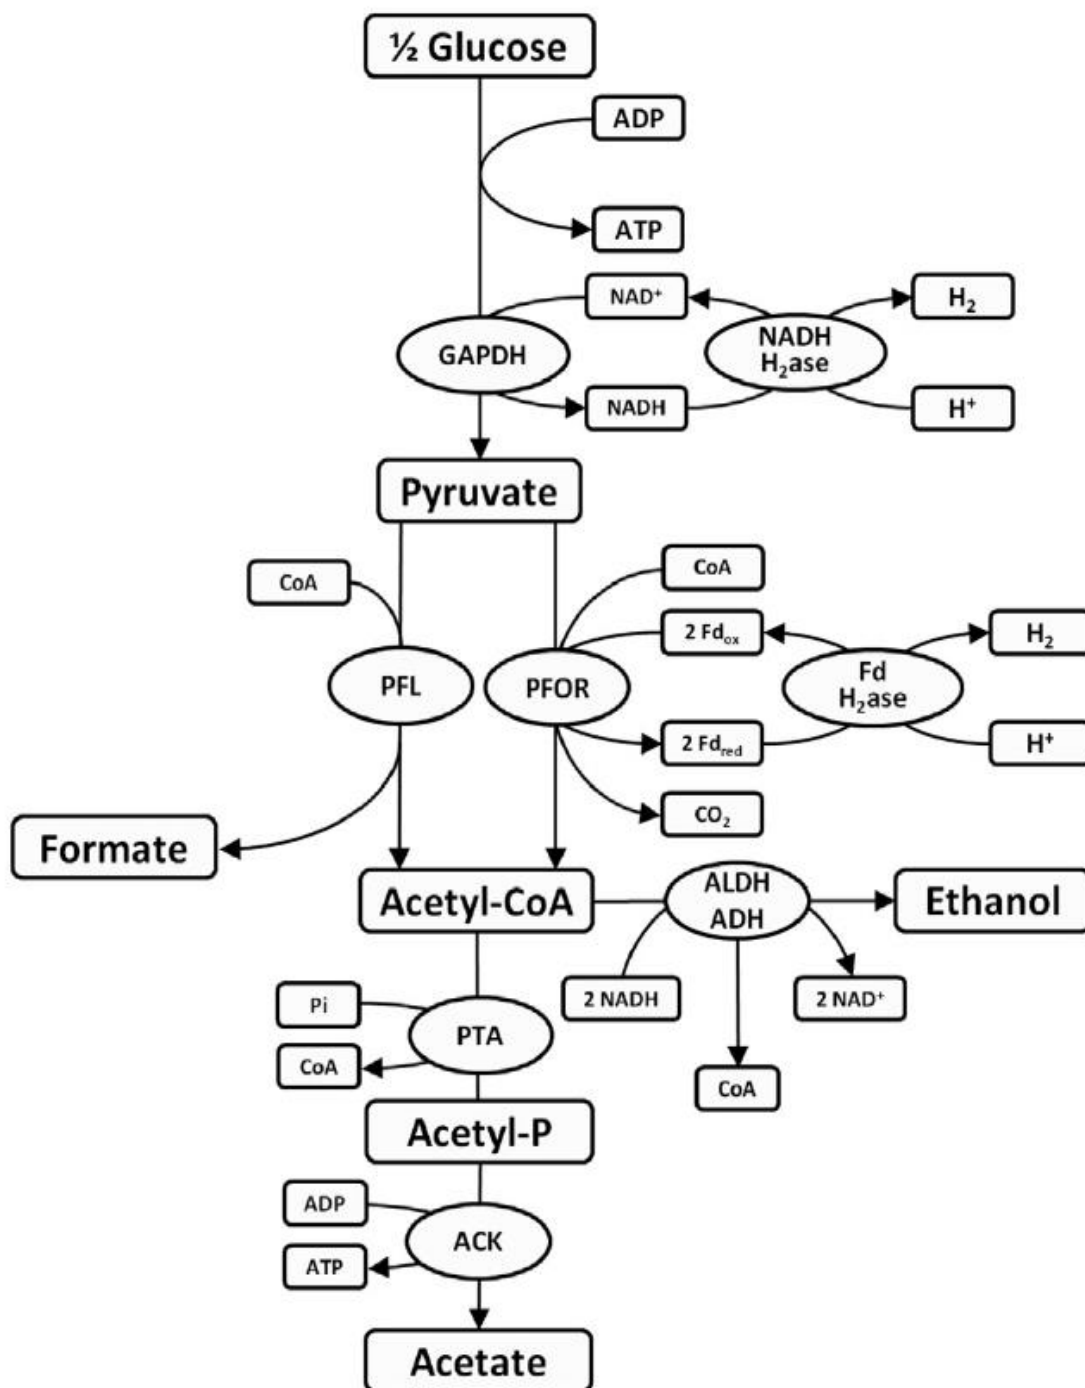 ½ Glucose
ADP
ATP
NAD⁺
H₂
NADH
H₂ase
GAPDH
NADH
H⁺
Pyruvate
CoA
CoA
2 Fdₒₓ
H₂
Fd
H₂ase
PFL
PFOR
2 Fd_red
H⁺
CO₂
Formate
Acetyl-CoA
ALDH
ADH
Ethanol
2 NADH
2 NAD⁺
Pi
PTA
CoA
CoA
Acetyl-P
ADP
ACK
ATP
Acetate